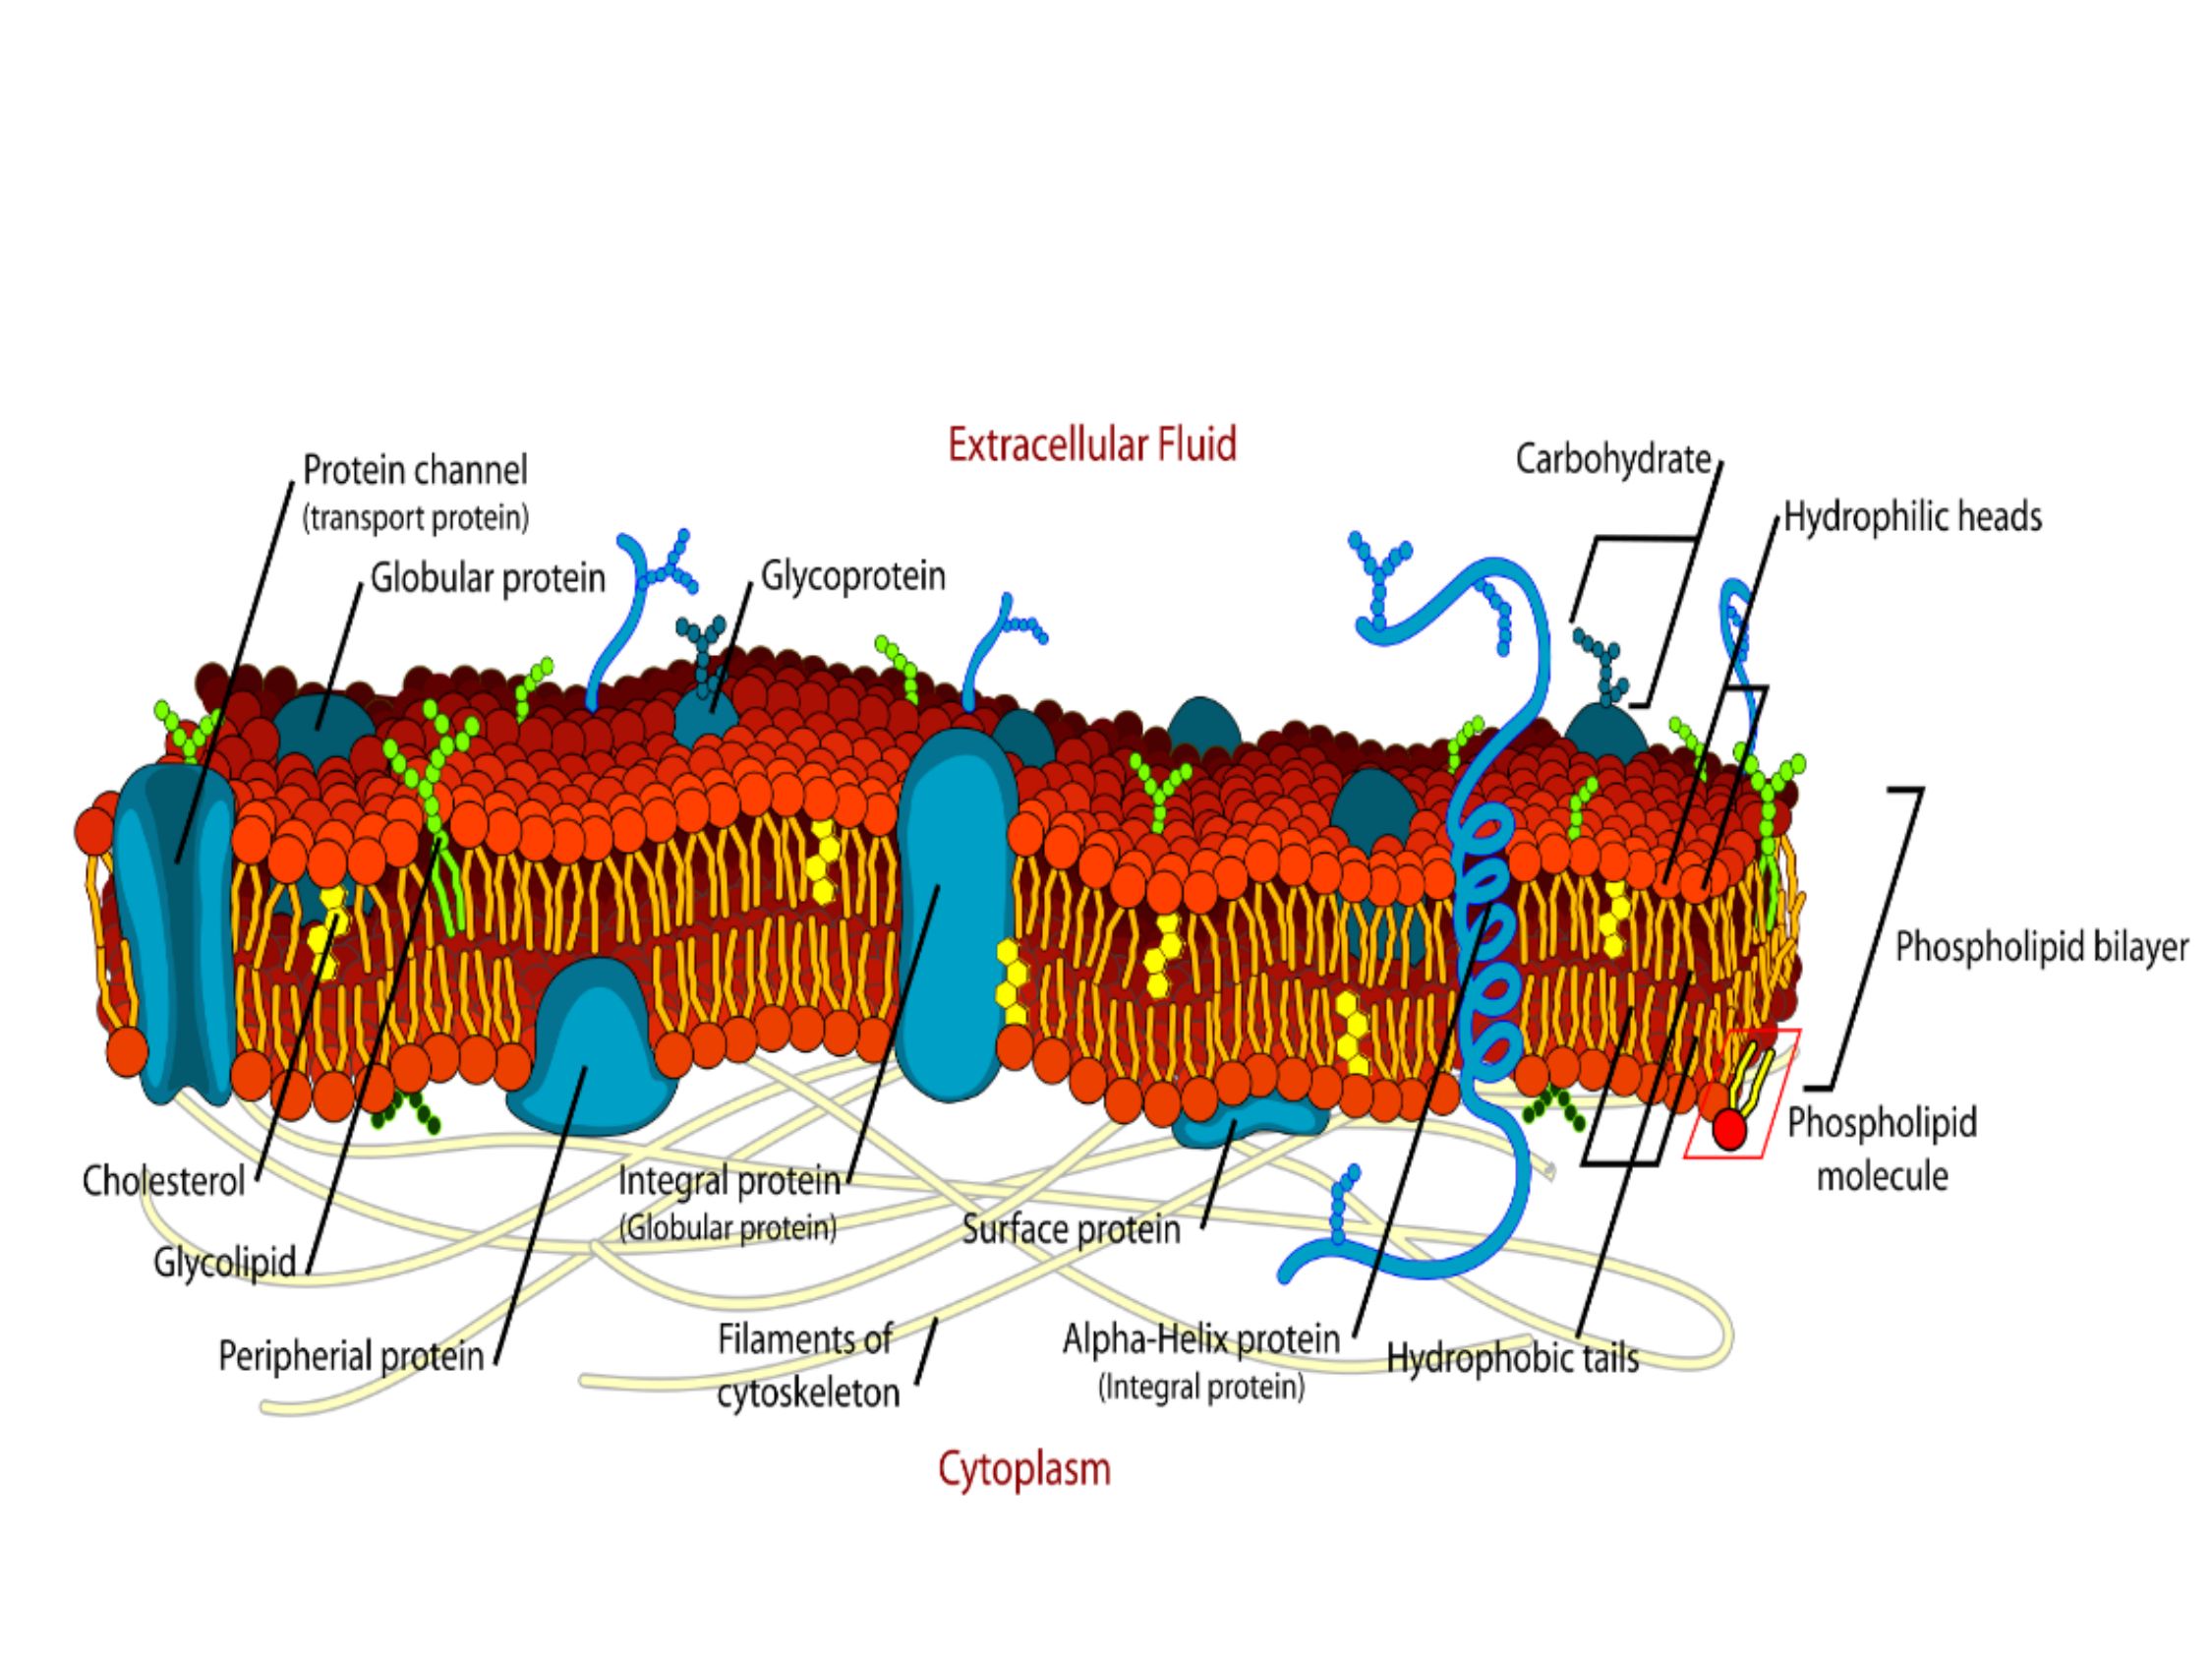 Extracellular Fluid
Carbohydrate
Protein channel
(transport protein)
Hydrophilic heads
Globular protein
Glycoprotein
Phospholipid bilayer
Phospholipid
molecule
Cholesterol
Integral protein
(Globular protein)
Surface protein
Glycolipid
Peripherial protein
Filaments of
cytoskeleton
Alpha-Helix protein
(Integral protein)
Hydrophobic tails
Cytoplasm